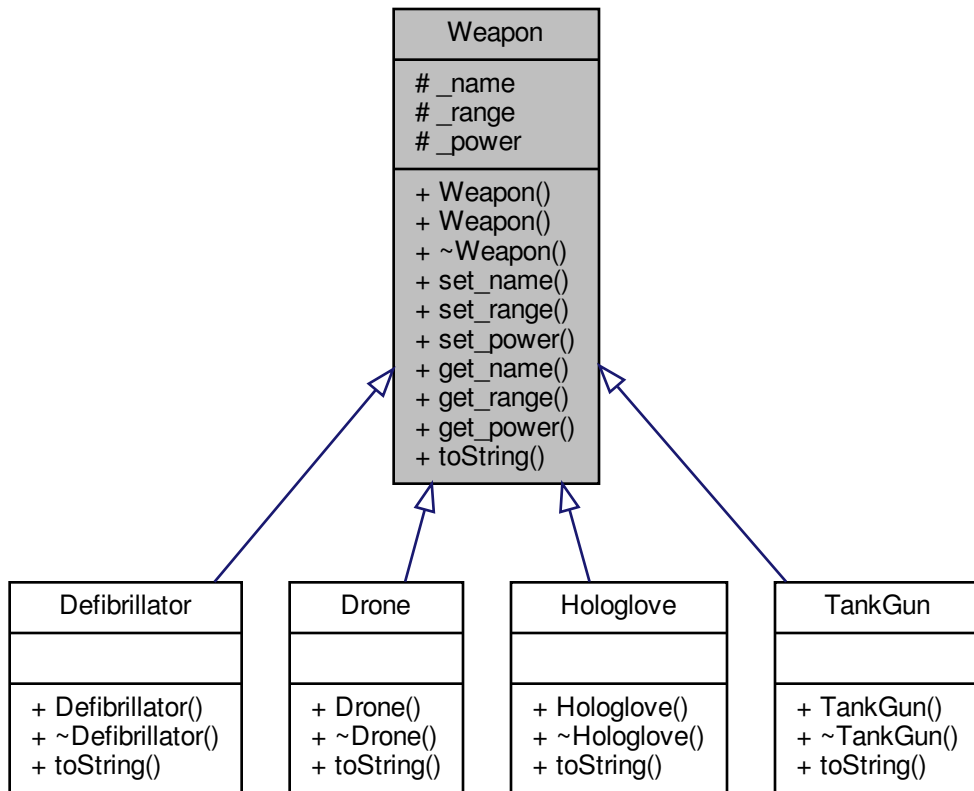 Weapon
# _name
# _range
# _power
+ Weapon()
+ Weapon()
+ ~Weapon()
+ set_name()
+ set_range()
+ set_power()
+ get_name()
+ get_range()
+ get_power()
+ toString()
Defibrillator
+ Defibrillator()
+ ~Defibrillator()
+ toString()
Drone
+ Drone()
+ ~Drone()
+ toString()
Hologlove
+ Hologlove()
+ ~Hologlove()
+ toString()
TankGun
+ TankGun()
+ ~TankGun()
+ toString()